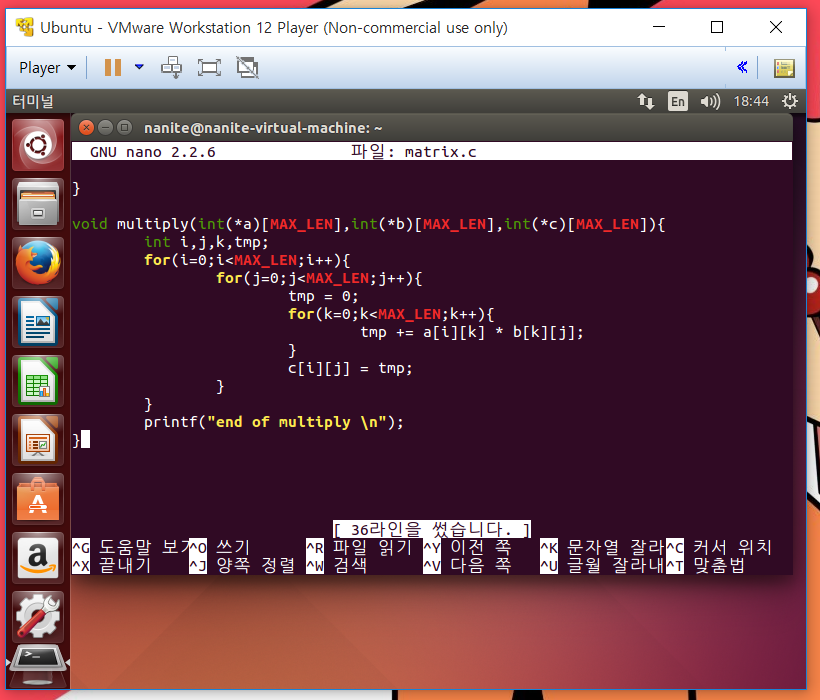 Ubuntu - VMware Workstation 12 Player (Non-commercial use only)
Player
터미널 En 18:44
nanite@nanite-virtual-machine: ~
GNU nano 2.2.6 파일: matrix.c
}
void multiply(int(*a)[MAX_LEN],int(*b)[MAX_LEN],int(*c)[MAX_LEN]){
int i,j,k,tmp;
for(i=0;i<MAX_LEN;i++){
for(j=0;j<MAX_LEN;j++){
tmp = 0;
for(k=0;k<MAX_LEN;k++){
tmp += a[i][k] * b[k][j];
}
c[i][j] = tmp;
}
}
printf("end of multiply \n");
}
[ 36라인을 썼습니다. ]
^G 도움말 보기 ^O 쓰기 ^R 파일 읽기 ^Y 이전 쪽 ^K 문자열 잘라 ^C 커서 위치
^X 끝내기 ^J 양쪽 정렬 ^W 검색 ^V 다음 쪽 ^U 글월 잘라내 ^T 맞춤법